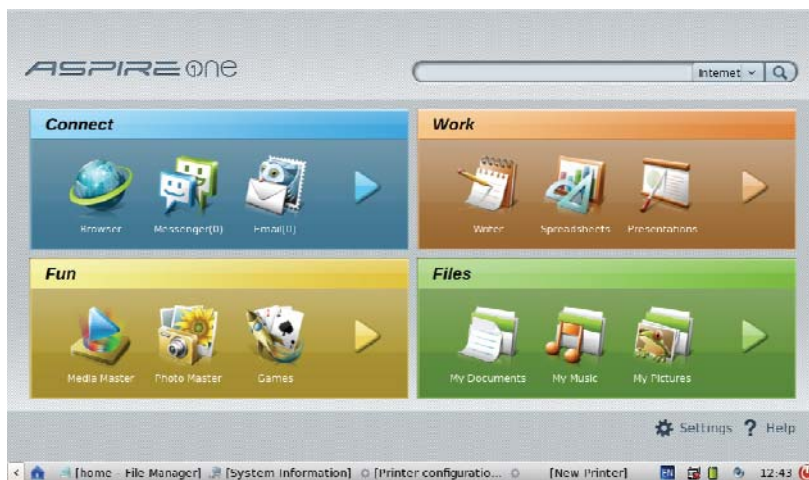 ASPIRE one
Internet
Connect
Browser Messenger(0) Email(0)
Work
Writer Spreadsheets Presentations
Fun
Media Master Photo Master Games
Files
My Documents My Music My Pictures
Settings ? Help
[home - File Manager] [System Information] [Printer configuratio... [New Printer] EN 12:43